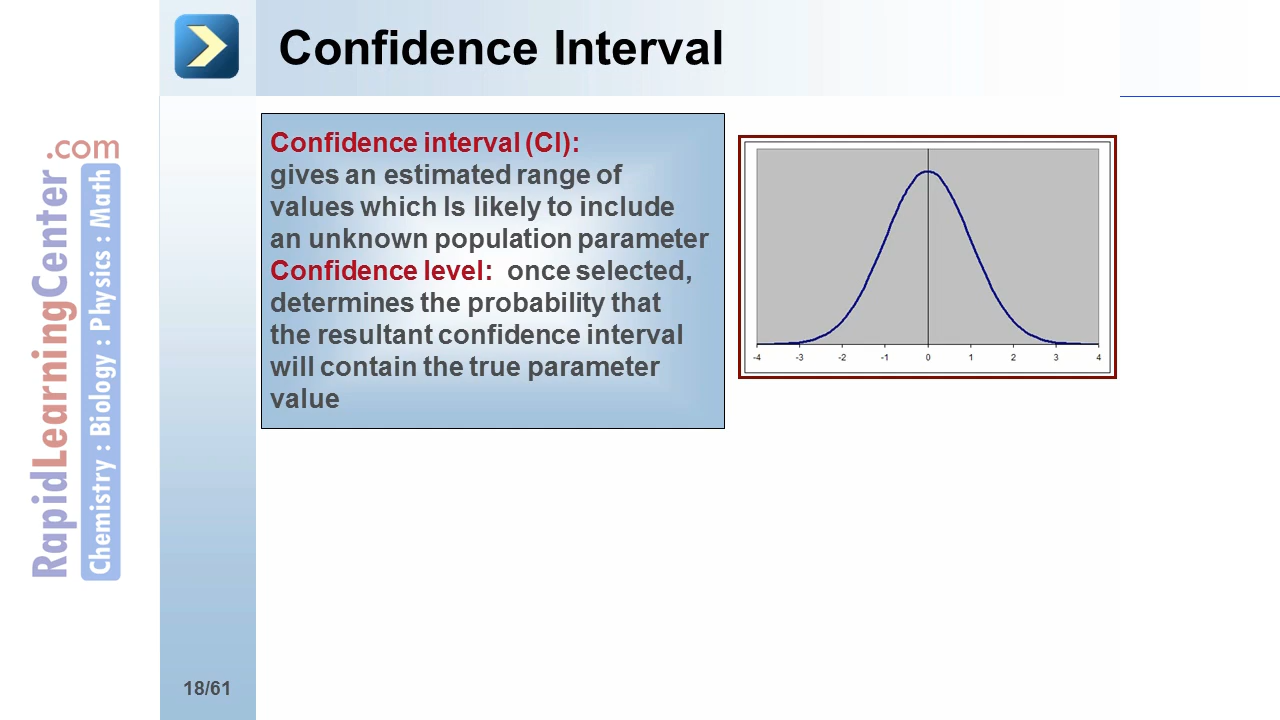 Confidence Interval
Confidence interval (CI):
gives an estimated range of
values which Is likely to include
an unknown population parameter
Confidence level: once selected,
determines the probability that
the resultant confidence interval
will contain the true parameter
value
-4 -3 -2 -1 0 1 2 3 4
RapidLearningCenter.com
Chemistry : Biology : Physics : Math
18/61